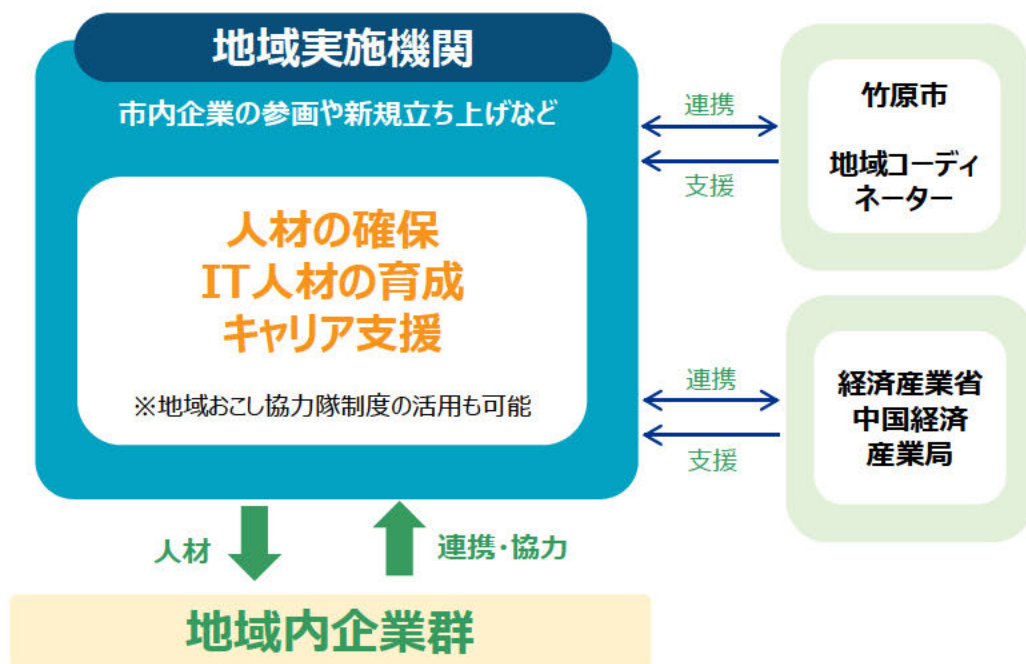 地域実施機関
市内企業の参画や新規立ち上げなど
人材の確保
IT人材の育成
キャリア支援
※地域おこし協力隊制度の活用も可能
連携
支援
竹原市
地域コーディ
ネーター
連携
支援
経済産業省
中国経済
産業局
人材
連携・協力
地域内企業群